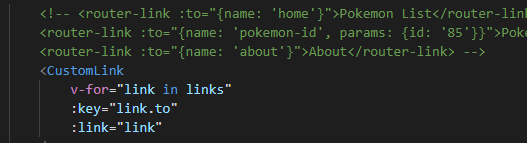 <!-- <router-link :to="{name: 'home'}">Pokemon List</router-link
<router-link :to="{name: 'pokemon-id', params: {id: '85'}}">Poke
<router-link :to="{name: 'about'}">About</router-link> -->
<CustomLink
v-for="link in links"
:key="link.to"
:link="link"